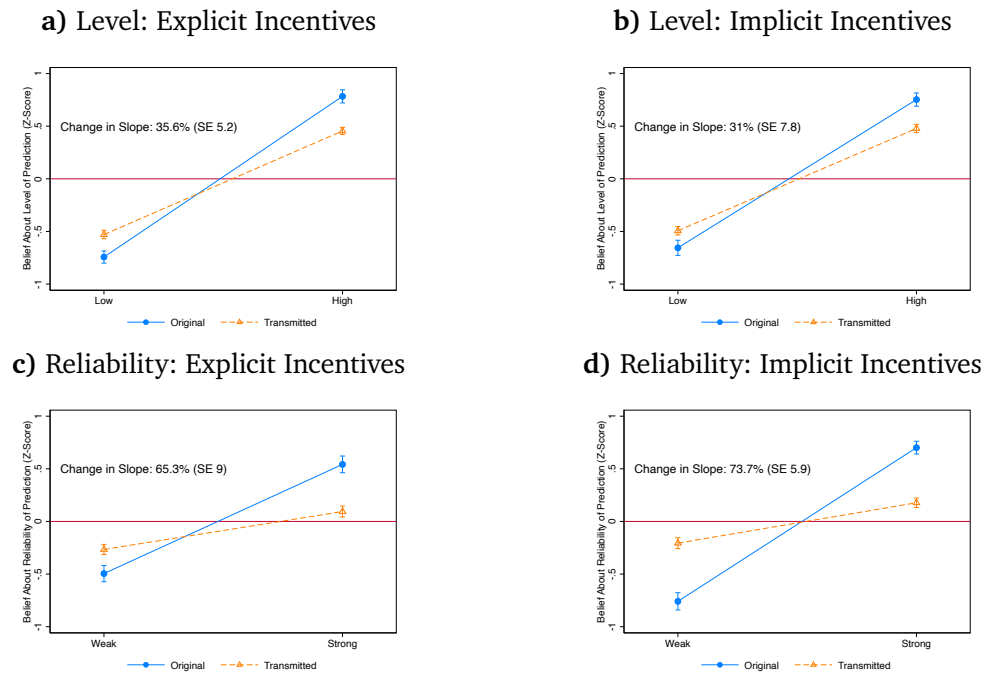 a) Level: Explicit Incentives
Belief About Level of Prediction (Z-Score)
1
.5
0
-.5
-1
Change in Slope: 35.6% (SE 5.2)
Low
High
Original
Transmitted
b) Level: Implicit Incentives
Belief About Level of Prediction (Z-Score)
1
.5
0
-.5
-1
Change in Slope: 31% (SE 7.8)
Low
High
Original
Transmitted
c) Reliability: Explicit Incentives
Belief About Reliability of Prediction (Z-Score)
1
.5
0
-.5
-1
Change in Slope: 65.3% (SE 9)
Weak
Strong
Original
Transmitted
d) Reliability: Implicit Incentives
Belief About Reliability of Prediction (Z-Score)
1
.5
0
-.5
-1
Change in Slope: 73.7% (SE 5.9)
Weak
Strong
Original
Transmitted